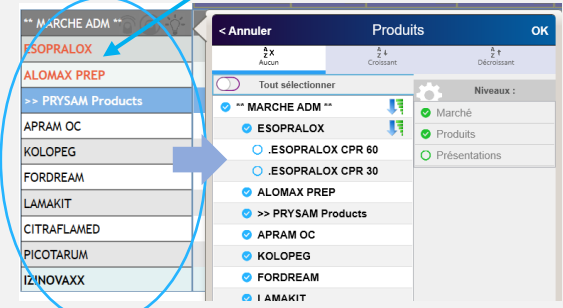 ** MARCHE ADM **
ESOPRALOX
ALOMAX PREP
>> PRYSAM Products
APRAM OC
KOLOPEG
FORDREAM
LAMAKIT
CITRAFLAMED
PICOTARUM
IZINOVAXX
< Annuler
Produits
OK
Aucun
Croissant
Décroissant
Tout sélectionner
** MARCHE ADM **
ESOPRALOX
.ESOPRALOX CPR 60
.ESOPRALOX CPR 30
ALOMAX PREP
>> PRYSAM Products
APRAM OC
KOLOPEG
FORDREAM
LAMAKIT
Niveaux :
Marché
Produits
Présentations